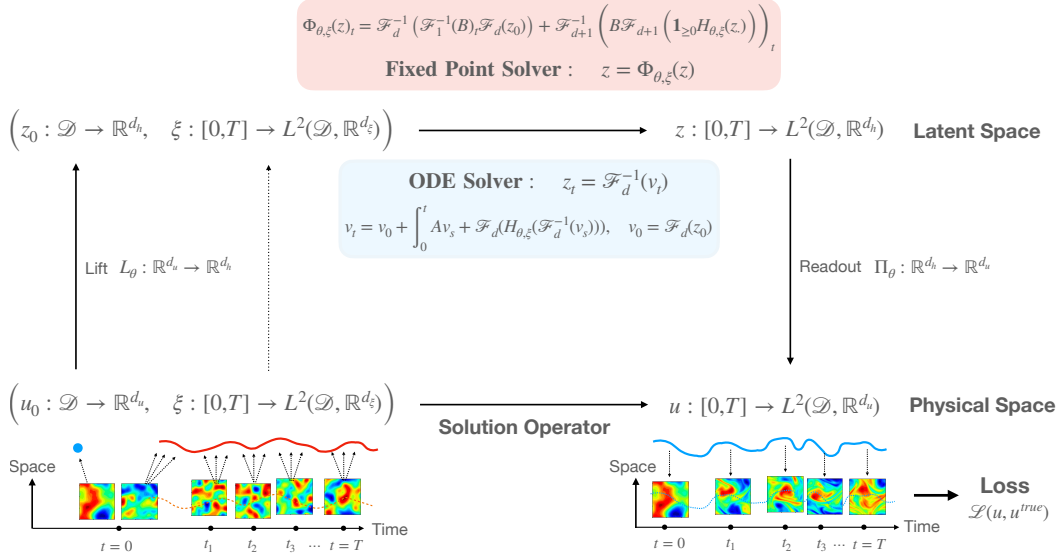 Φ_{θ,ξ}(z)_t = ℱ_d^{-1} (ℱ_1^{-1}(B)_t ℱ_d(z_0)) + ℱ_{d+1}^{-1} (Bℱ_{d+1} (𝟏_{≥0} H_{θ,ξ}(z.)))_t
Fixed Point Solver : z = Φ_{θ,ξ}(z)
(z_0 : 𝒟 → ℝ^{d_h}, ξ : [0,T] → L^2(𝒟, ℝ^{d_ξ}))
z : [0,T] → L^2(𝒟, ℝ^{d_h})
Latent Space
ODE Solver : z_t = ℱ_d^{-1}(v_t)
v_t = v_0 + ∫_0^t Av_s + ℱ_d(H_{θ,ξ}(ℱ_d^{-1}(v_s))), v_0 = ℱ_d(z_0)
Lift L_θ : ℝ^{d_u} → ℝ^{d_h}
Readout Π_θ : ℝ^{d_h} → ℝ^{d_u}
(u_0 : 𝒟 → ℝ^{d_u}, ξ : [0,T] → L^2(𝒟, ℝ^{d_ξ}))
Solution Operator
u : [0,T] → L^2(𝒟, ℝ^{d_u})
Physical Space
Space
t = 0
t_1
t_2
t_3
...
t = T
Time
Space
t = 0
t_1
t_2
t_3
...
t = T
Time
Loss
ℒ(u, u^{true})